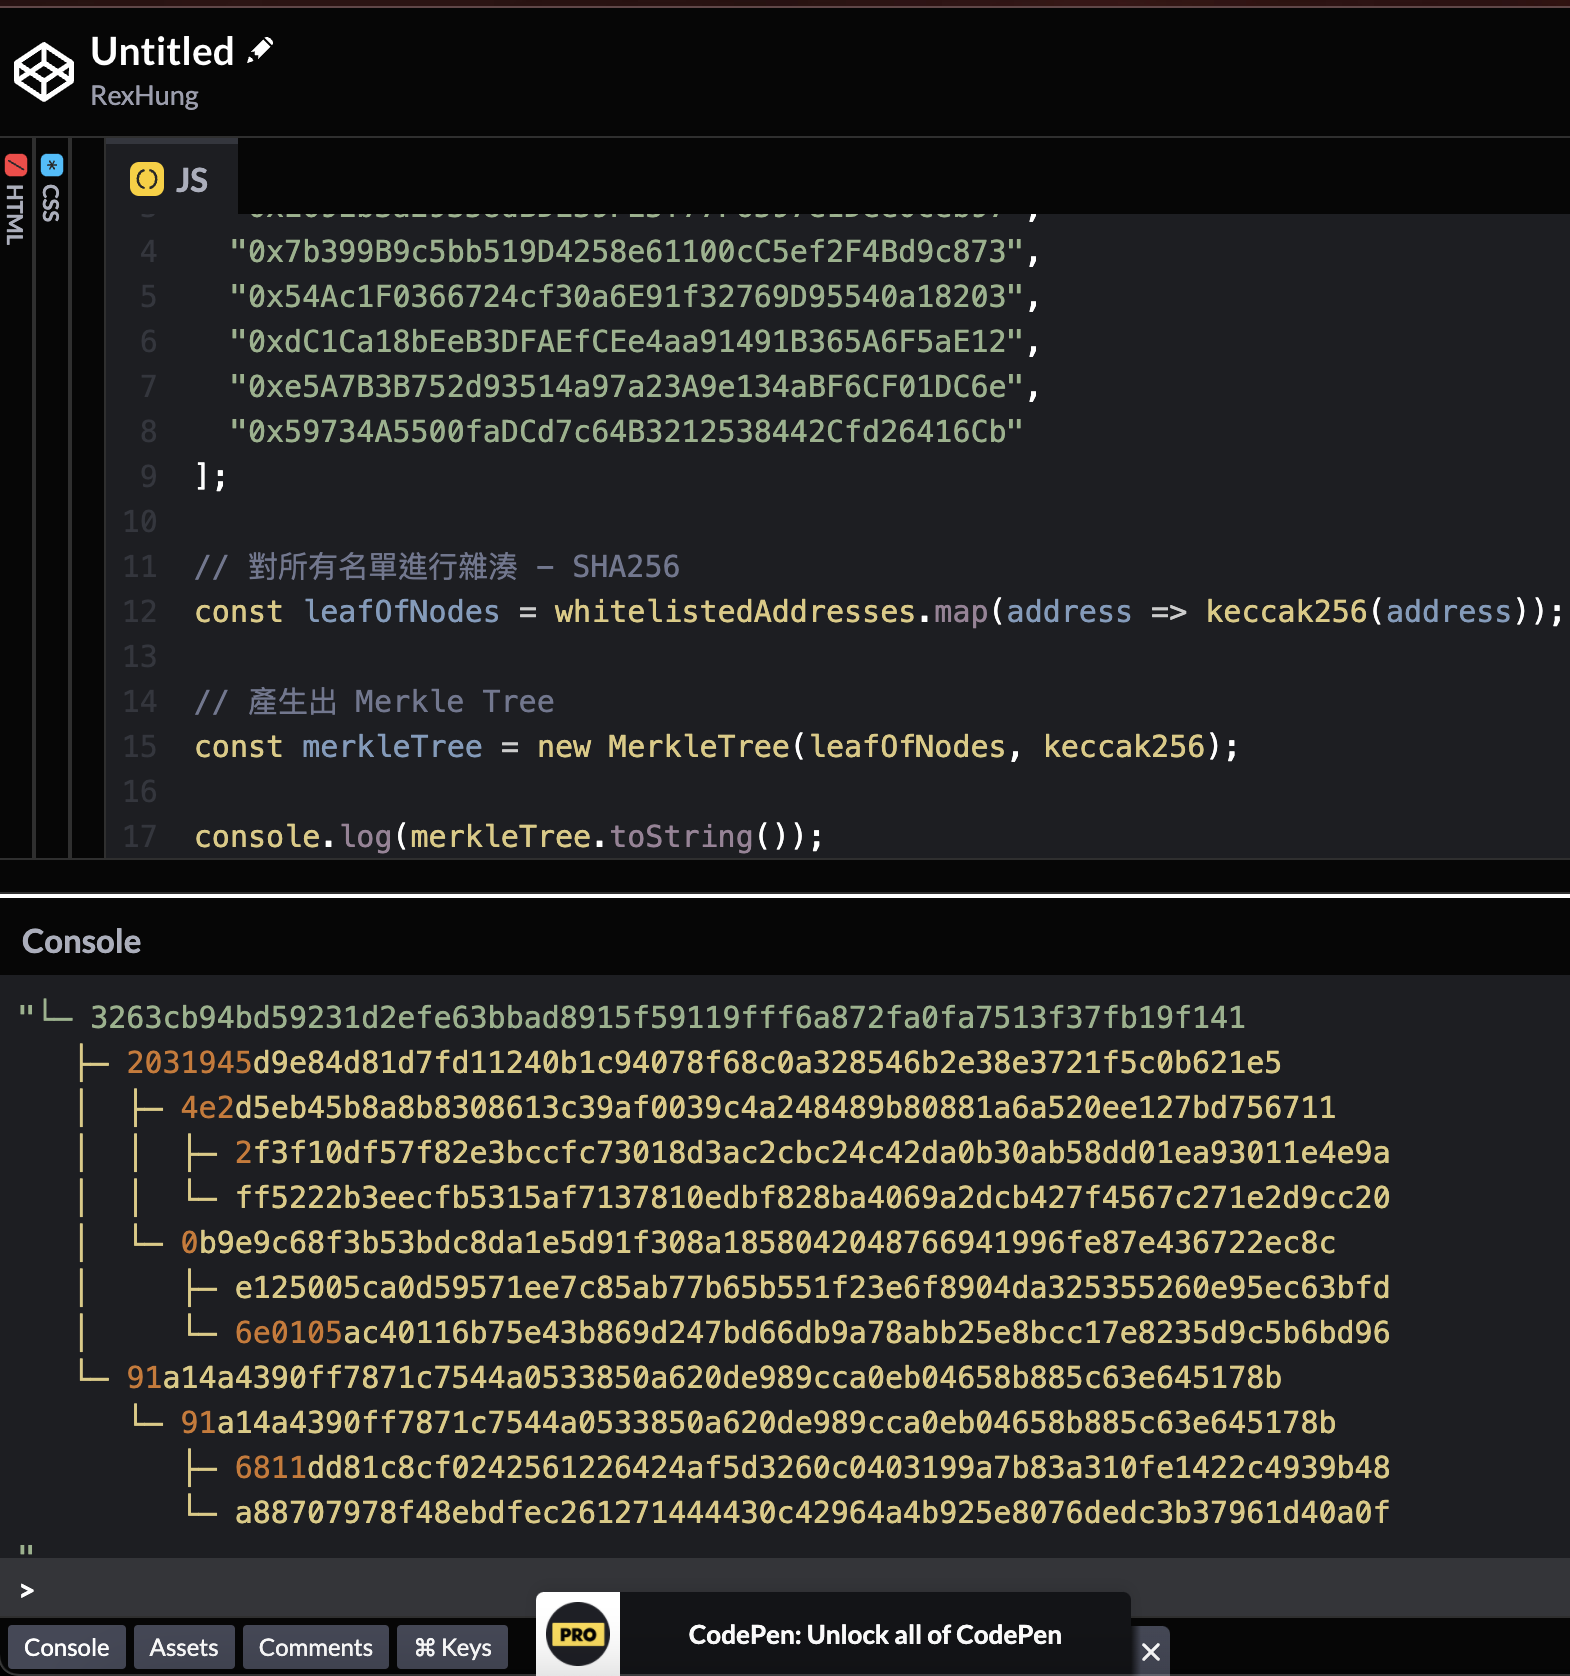 Untitled
RexHung
HTML
CSS
JS
4 "0x7b399B9c5bb519D4258e61100cC5ef2F4Bd9c873",
5 "0x54Ac1F0366724cf30a6E91f32769D95540a18203",
6 "0xdC1Ca18bEeB3DFAEfCEe4aa91491B365A6F5aE12",
7 "0xe5A7B3B752d93514a97a23A9e134aBF6CF01DC6e",
8 "0x59734A5500faDCd7c64B3212538442Cfd26416Cb"
9 ];
10
11 // 對所有名單進行雜湊 – SHA256
12 const leafOfNodes = whitelistedAddresses.map(address => keccak256(address));
13
14 // 產生出 Merkle Tree
15 const merkleTree = new MerkleTree(leafOfNodes, keccak256);
16
17 console.log(merkleTree.toString());
Console
"└─ 3263cb94bd59231d2efe63bbad8915f59119fff6a872fa0fa7513f37fb19f141
├─ 2031945d9e84d81d7fd11240b1c94078f68c0a328546b2e38e3721f5c0b621e5
│ ├─ 4e2d5eb45b8a8b8308613c39af0039c4a248489b80881a6a520ee127bd756711
│ │ ├─ 2f3f10df57f82e3bccfc73018d3ac2cbc24c42da0b30ab58dd01ea93011e4e9a
│ │ └─ ff5222b3eecfb5315af7137810edbf828ba4069a2dcb427f4567c271e2d9cc20
│ └─ 0b9e9c68f3b53bdc8da1e5d91f308a1858042048766941996fe87e436722ec8c
│ ├─ e125005ca0d59571ee7c85ab77b65b551f23e6f8904da325355260e95ec63bfd
│ └─ 6e0105ac40116b75e43b869d247bd66db9a78abb25e8bcc17e8235d9c5b6bd96
└─ 91a14a4390ff7871c7544a0533850a620de989cca0eb04658b885c63e645178b
└─ 91a14a4390ff7871c7544a0533850a620de989cca0eb04658b885c63e645178b
├─ 6811dd81c8cf0242561226424af5d3260c0403199a7b83a310fe1422c4939b48
└─ a88707978f48ebdfec261271444430c42964a4b925e8076dedc3b37961d40a0f
"
>
Console Assets Comments ⌘ Keys
PRO CodePen: Unlock all of CodePen ×